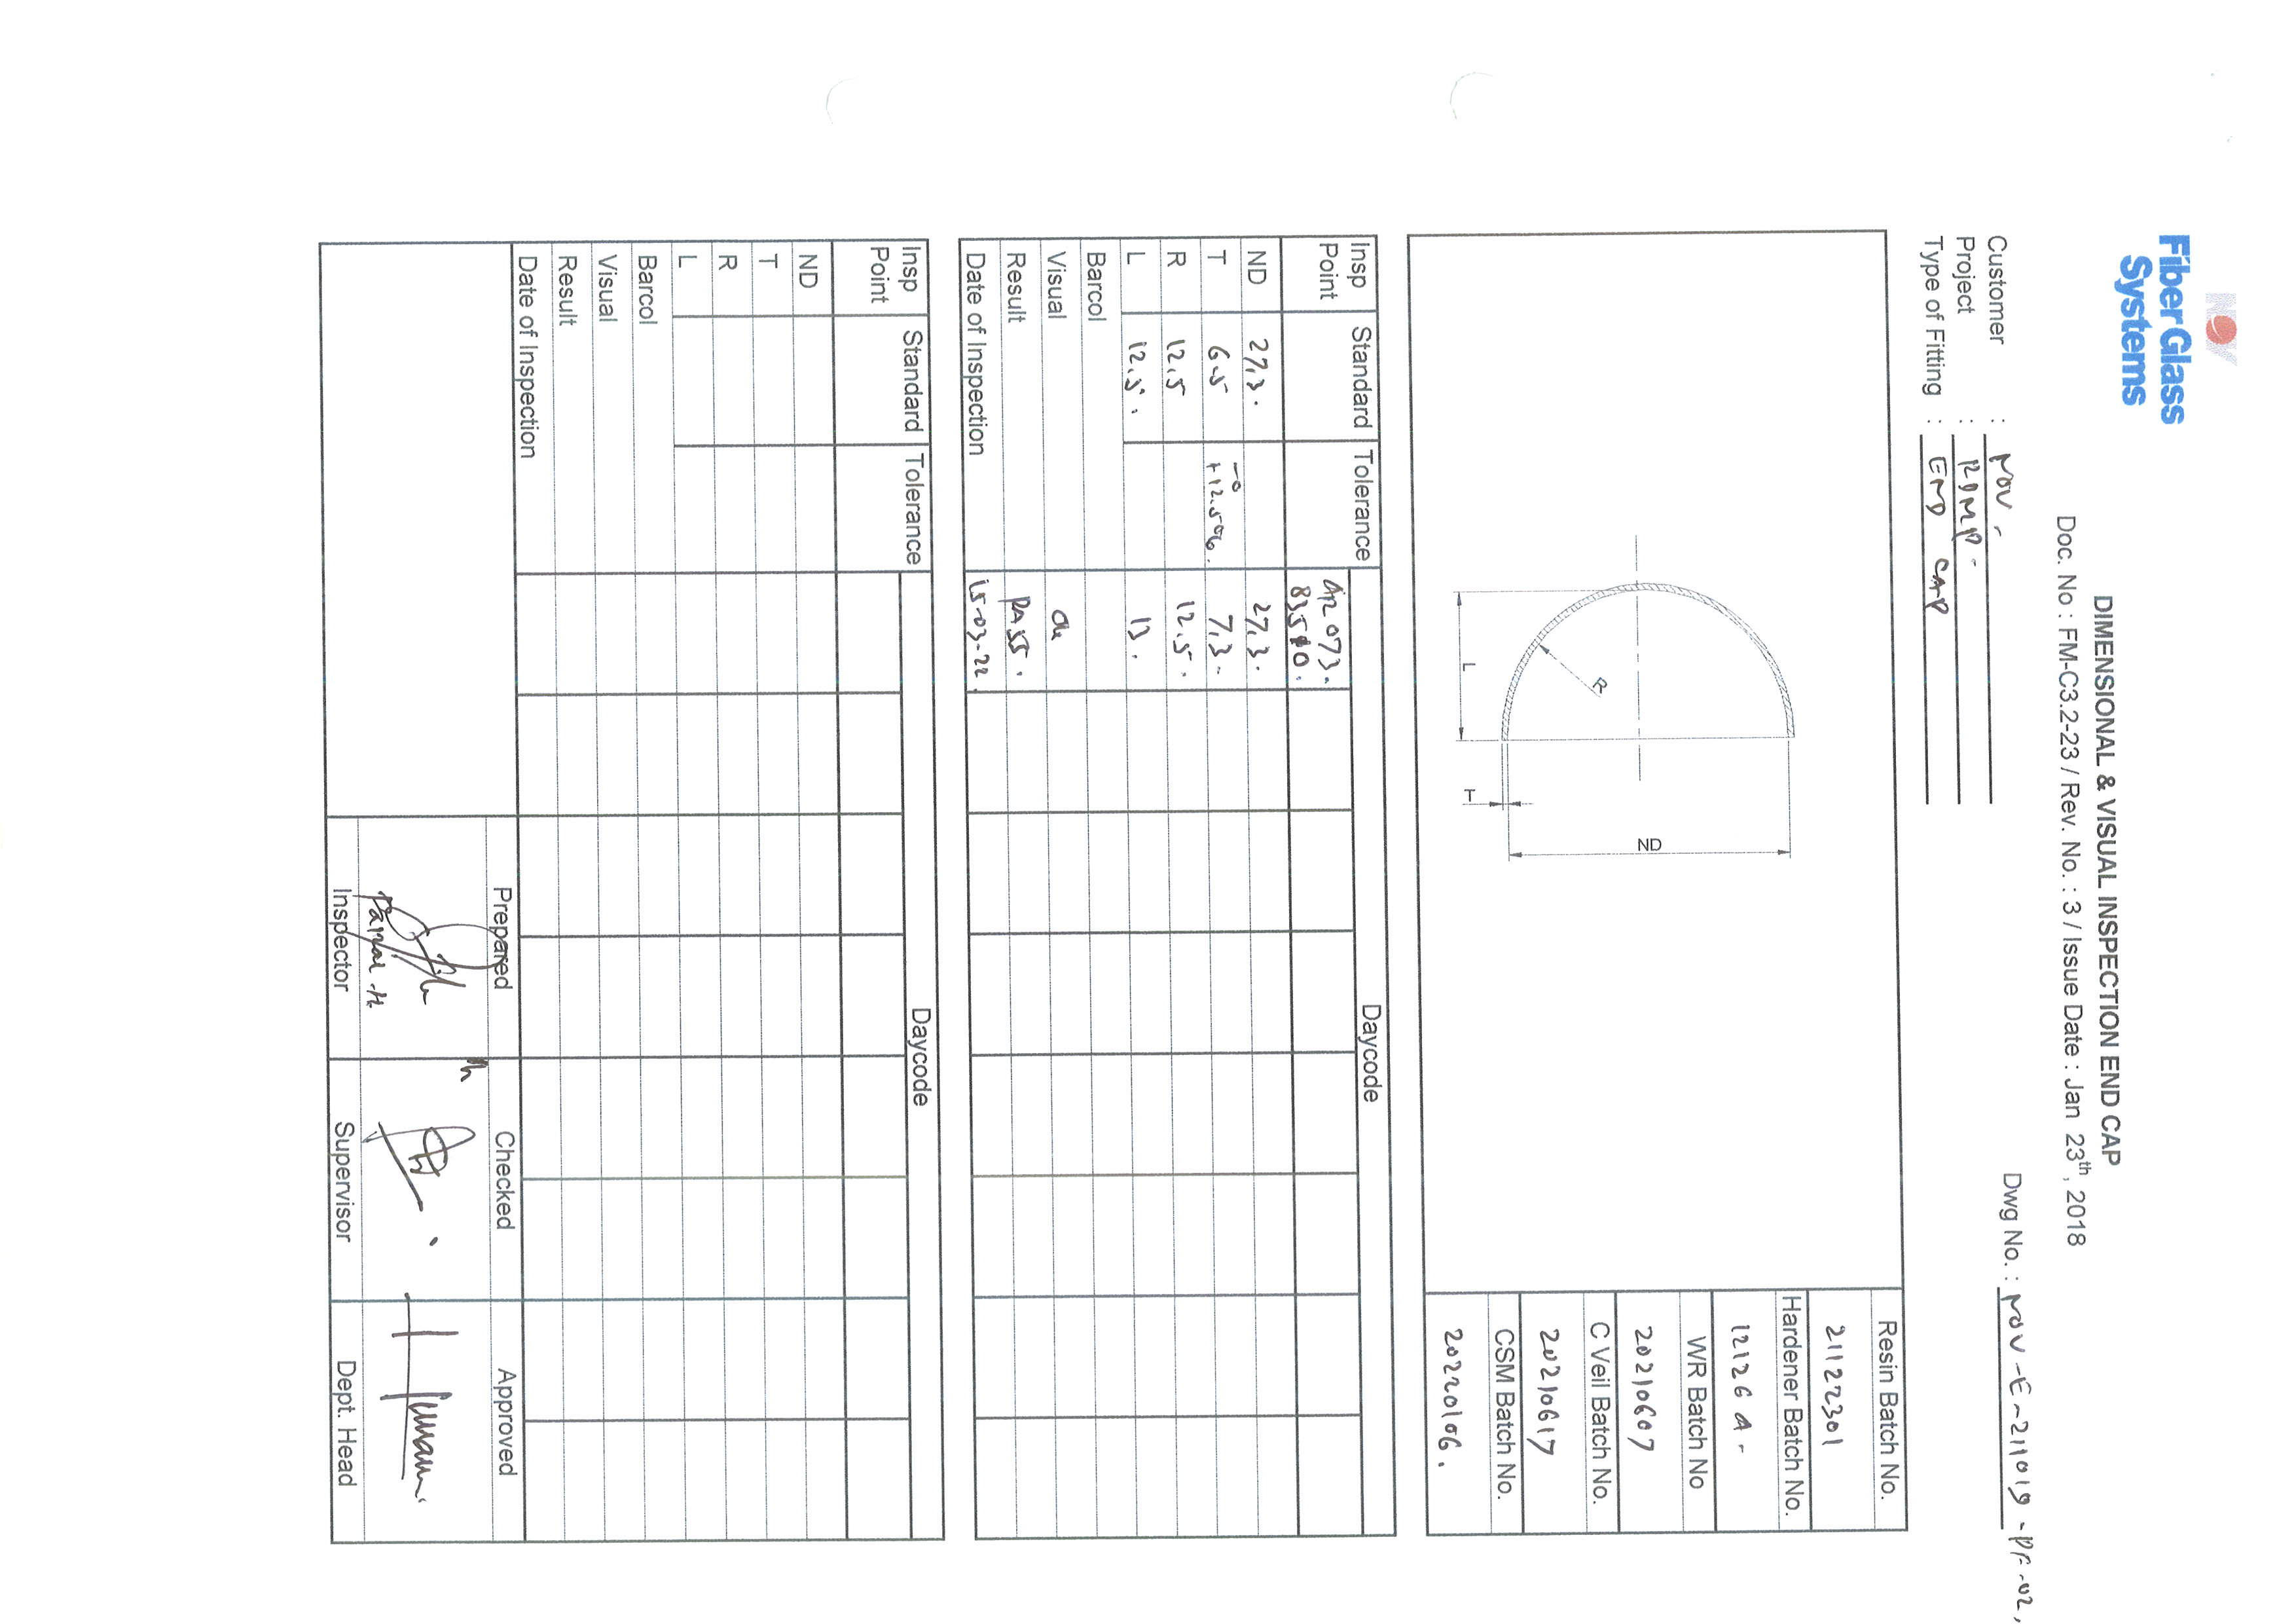 NOV
Fiber Glass
Systems
DIMENSIONAL & VISUAL INSPECTION END CAP
Doc. No : FM-C3.2-23 / Rev. No. : 3 / Issue Date : Jan 23th, 2018
Dwg No. : NOV-E-211019-PF-02.
Customer : NOV -
Project : RDMP -
Type of Fitting : END CAP
Resin Batch No.
21122301
Hardener Batch No.
12126 A -
WR Batch No
20210607
C Veil Batch No.
20210617
CSM Batch No.
20220106.
ND
R
L
T
Insp Point Standard Tolerance Daycode
AR 073.
ND 27,3. 27,3.
T 6.5 -0 +12.5% . 7,3-
R 12.5 12.5.
L 12.5. 13.
Barcol
Visual Ok
Result PASS.
Date of Inspection 15-03-22.
Insp Point Standard Tolerance Daycode
ND
T
R
L
Barcol
Visual
Result
Date of Inspection
Prepared Checked Approved
Inspector Supervisor Dept. Head